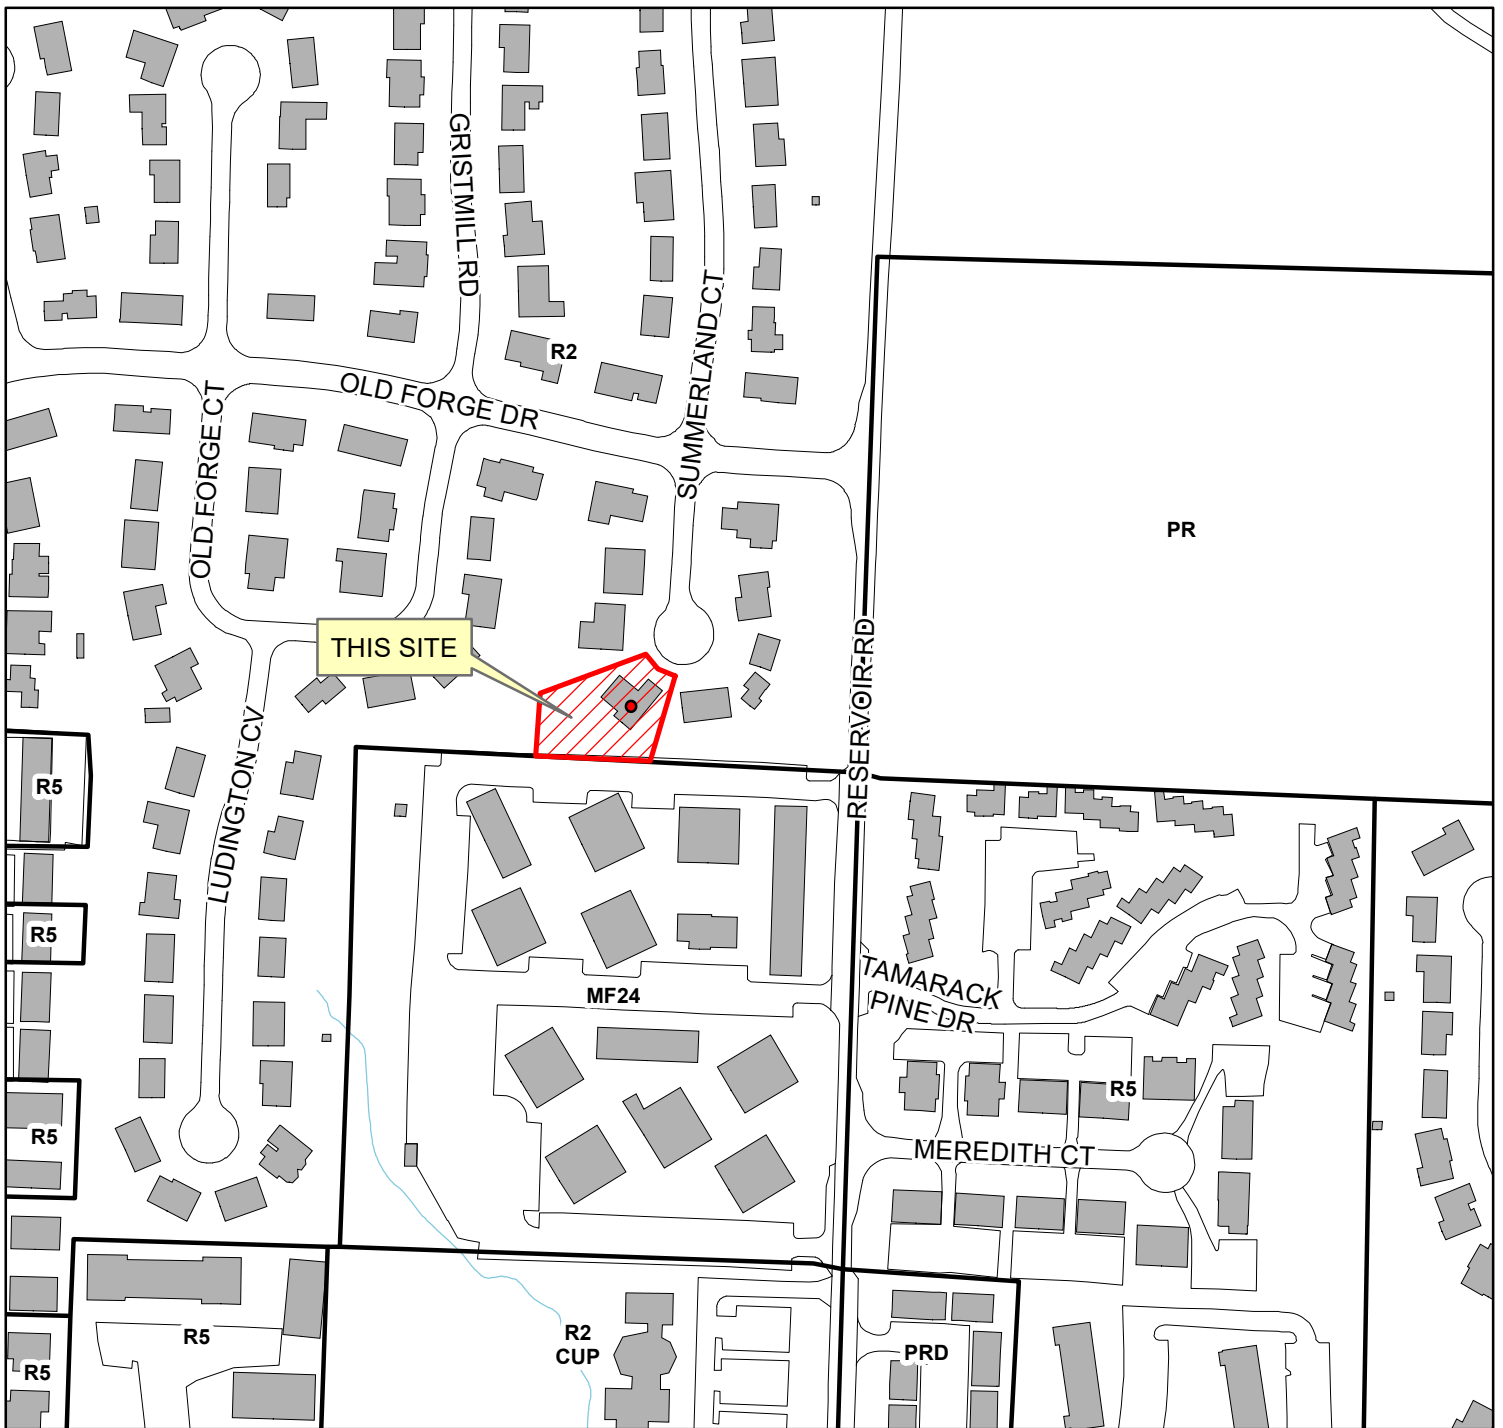 GRISTMILL RD
SUMMERLAND CT
R2
OLD FORGE DR
OLD FORGE CT
PR
THIS SITE
RESERVOIR RD
LUDINGTON CV
R5
R5
TAMARACK
PINE DR
MF24
R5
R5
MEREDITH CT
R2
CUP
R5
PRD
R5